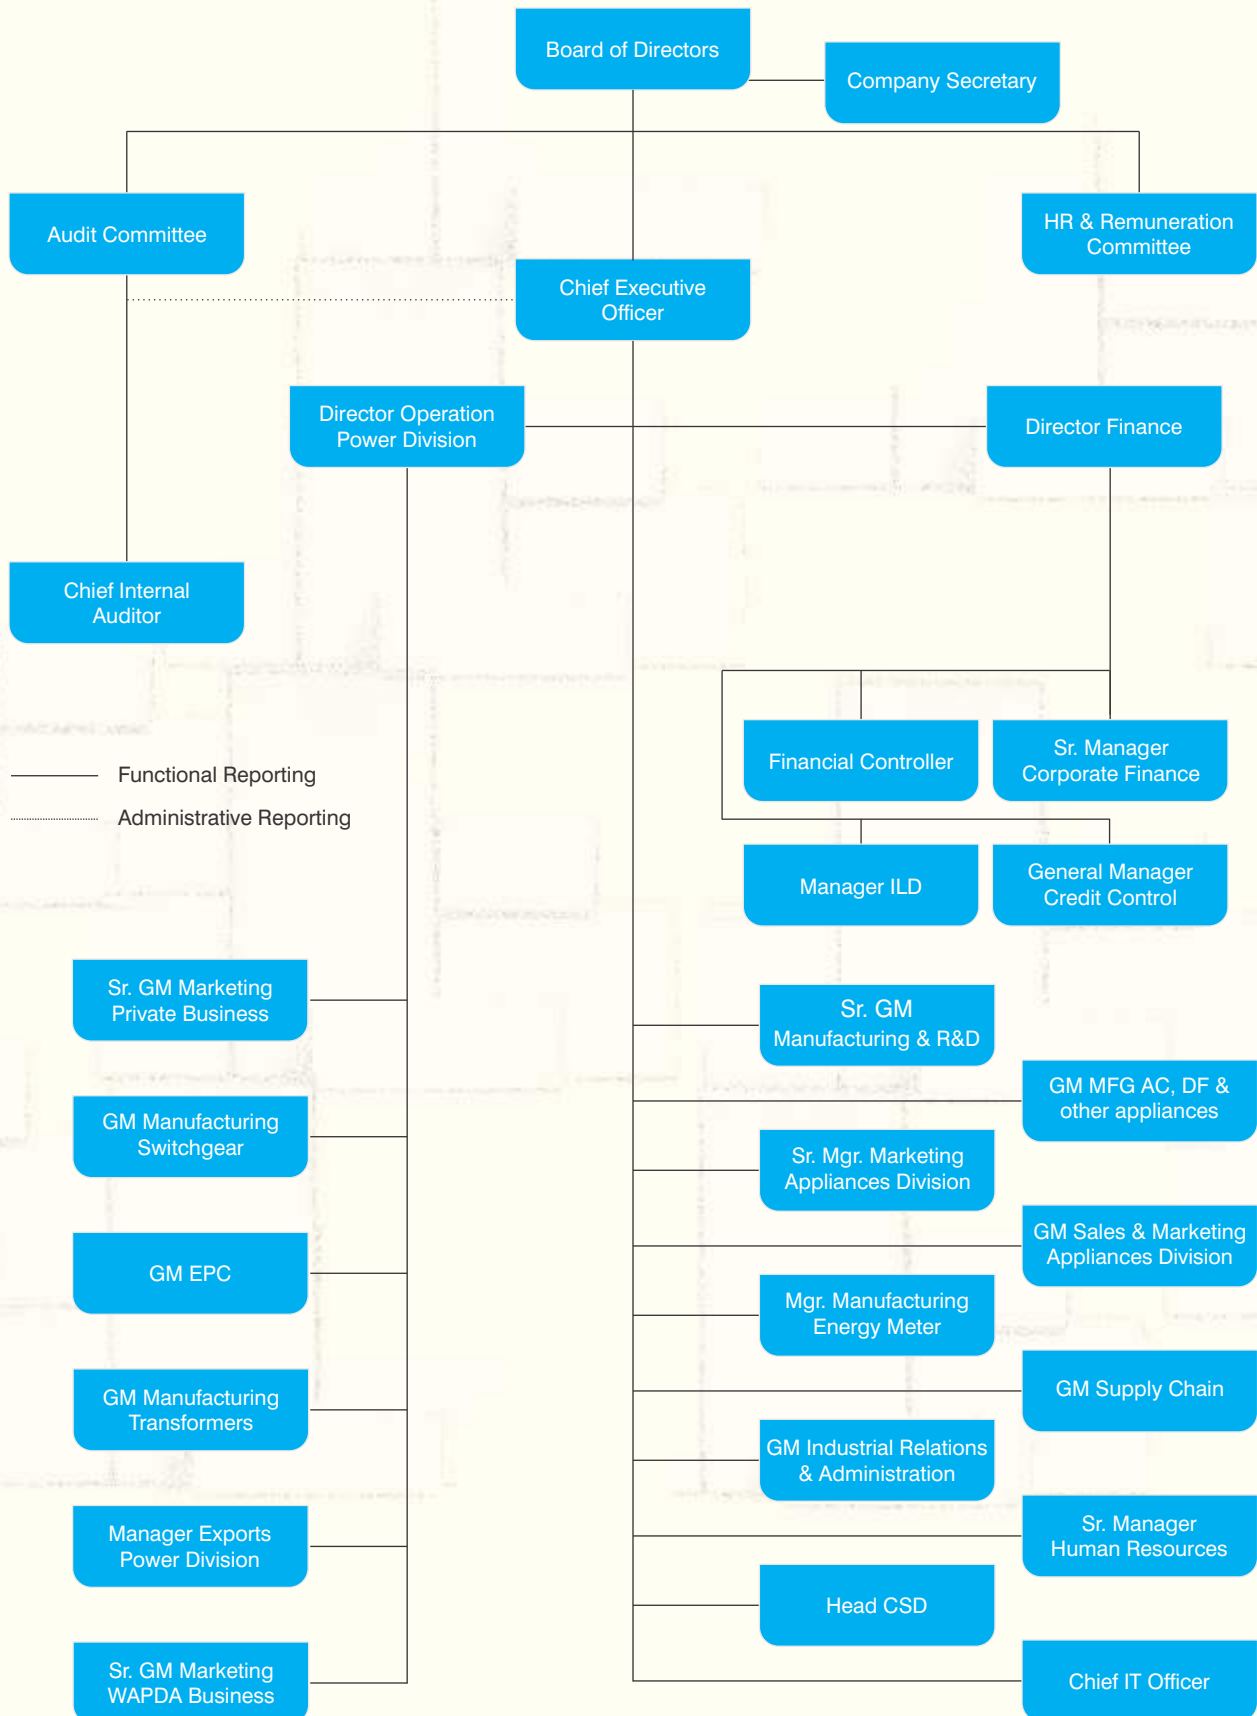 Board of Directors
Company Secretary
Audit Committee
HR & Remuneration
Committee
Chief Executive
Officer
Director Operation
Power Division
Director Finance
Chief Internal
Auditor
Financial Controller
Sr. Manager
Corporate Finance
Functional Reporting
Administrative Reporting
Manager ILD
General Manager
Credit Control
Sr. GM Marketing
Private Business
Sr. GM
Manufacturing & R&D
GM MFG AC, DF &
other appliances
GM Manufacturing
Switchgear
Sr. Mgr. Marketing
Appliances Division
GM Sales & Marketing
Appliances Division
GM EPC
Mgr. Manufacturing
Energy Meter
GM Supply Chain
GM Manufacturing
Transformers
GM Industrial Relations
& Administration
Sr. Manager
Human Resources
Manager Exports
Power Division
Head CSD
Sr. GM Marketing
WAPDA Business
Chief IT Officer